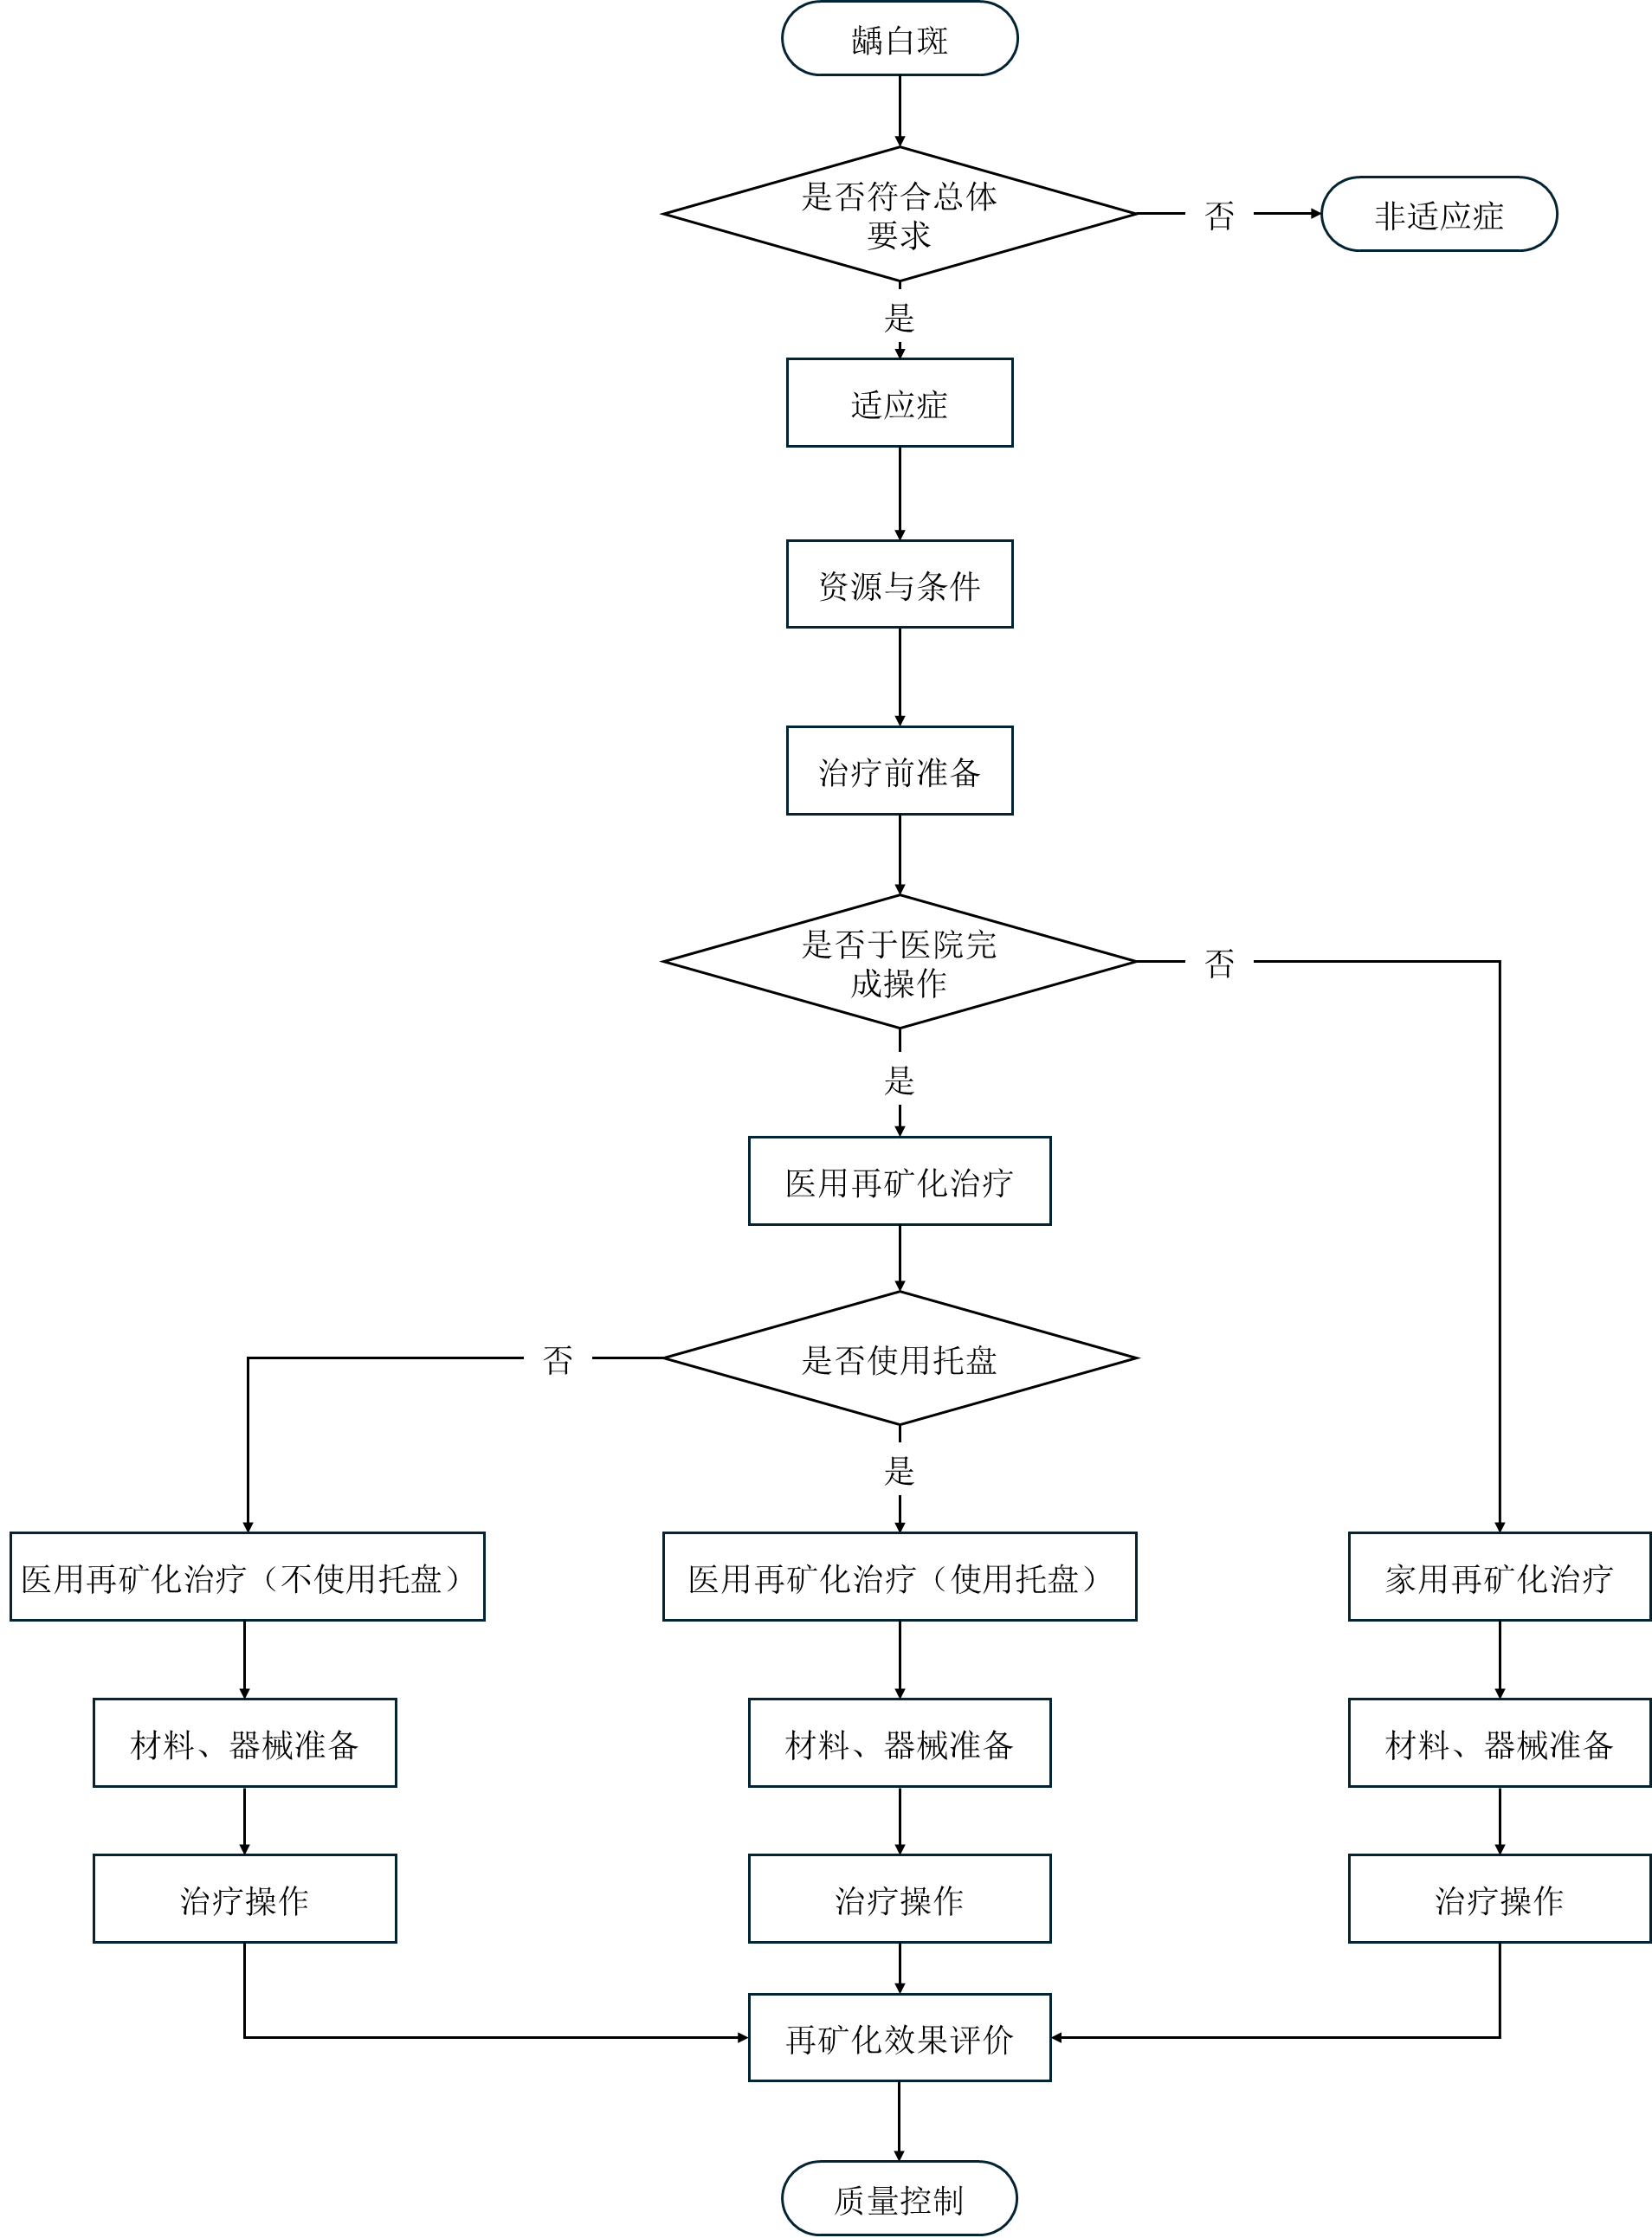 龋白斑
是否符合总体
要求
否
非适应症
是
适应症
资源与条件
治疗前准备
是否于医院完
成操作
否
是
医用再矿化治疗
是否使用托盘
否
是
医用再矿化治疗（不使用托盘）
医用再矿化治疗（使用托盘）
家用再矿化治疗
材料、器械准备
材料、器械准备
材料、器械准备
治疗操作
治疗操作
治疗操作
再矿化效果评价
质量控制